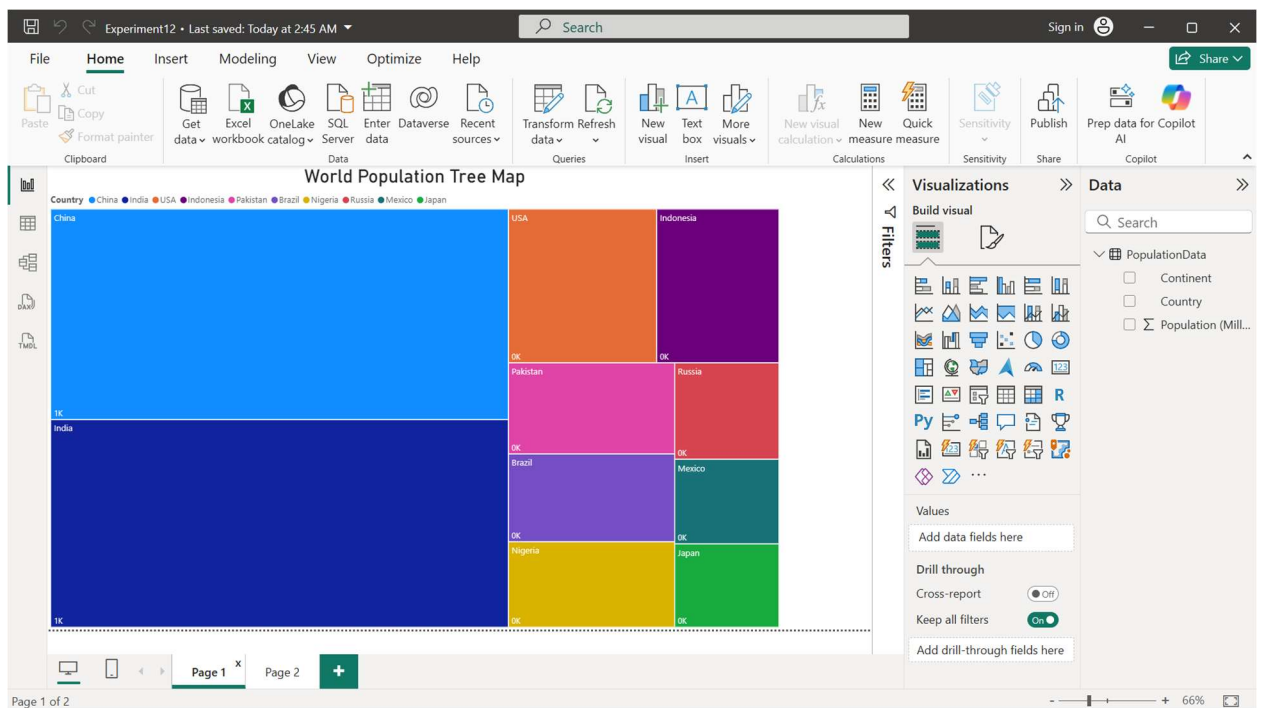 Experiment12 • Last saved: Today at 2:45 AM
Search
Sign in
File Home Insert Modeling View Optimize Help
Share
Paste
Cut
Copy
Format painter
Clipboard
Get data
Excel workbook
OneLake catalog
SQL Server
Enter data
Dataverse
Recent sources
Data
Transform data
Refresh
Queries
New visual
Text box
More visuals
Insert
New visual calculation
New measure
Quick measure
Calculations
Sensitivity
Sensitivity
Publish
Share
Prep data for AI
Copilot
Copilot
DAX
TMDL
World Population Tree Map
Country China India USA Indonesia Pakistan Brazil Nigeria Russia Mexico Japan
China
1K
India
1K
USA
0K
Indonesia
0K
Pakistan
0K
Russia
0K
Brazil
0K
Mexico
0K
Nigeria
0K
Japan
0K
Filters
Visualizations
Build visual
123
R
Py
Values
Add data fields here
Drill through
Cross-report
Off
Keep all filters
On
Add drill-through fields here
Data
Search
PopulationData
Continent
Country
Σ Population (Mill...
Page 1 x
Page 2
+
Page 1 of 2
- + 66%